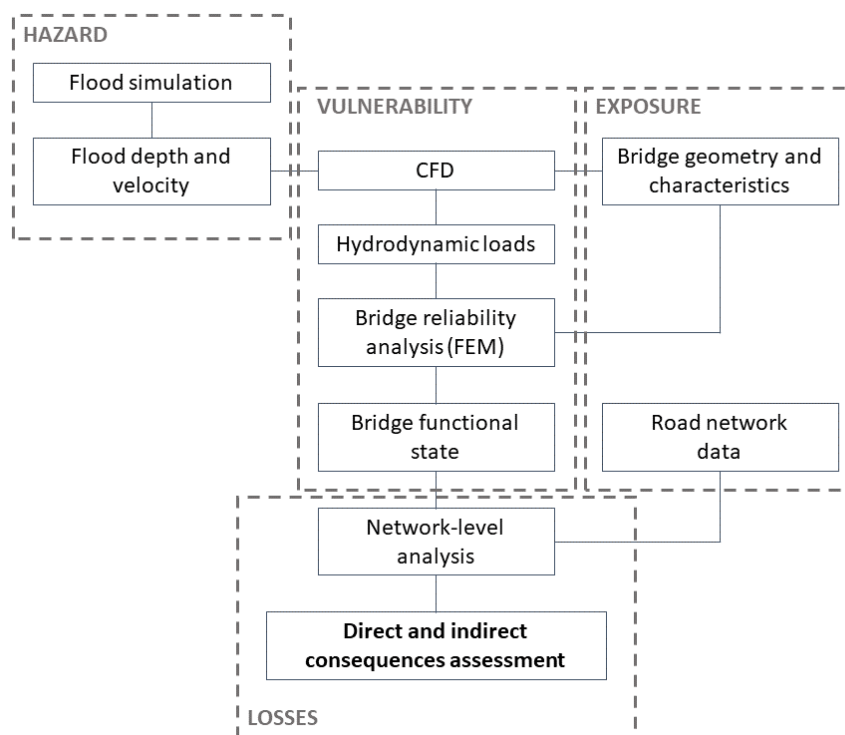 HAZARD
Flood simulation
Flood depth and
velocity
VULNERABILITY
CFD
Hydrodynamic loads
Bridge reliability
analysis (FEM)
Bridge functional
state
EXPOSURE
Bridge geometry and
characteristics
Road network
data
Network-level
analysis
Direct and indirect
consequences assessment
LOSSES